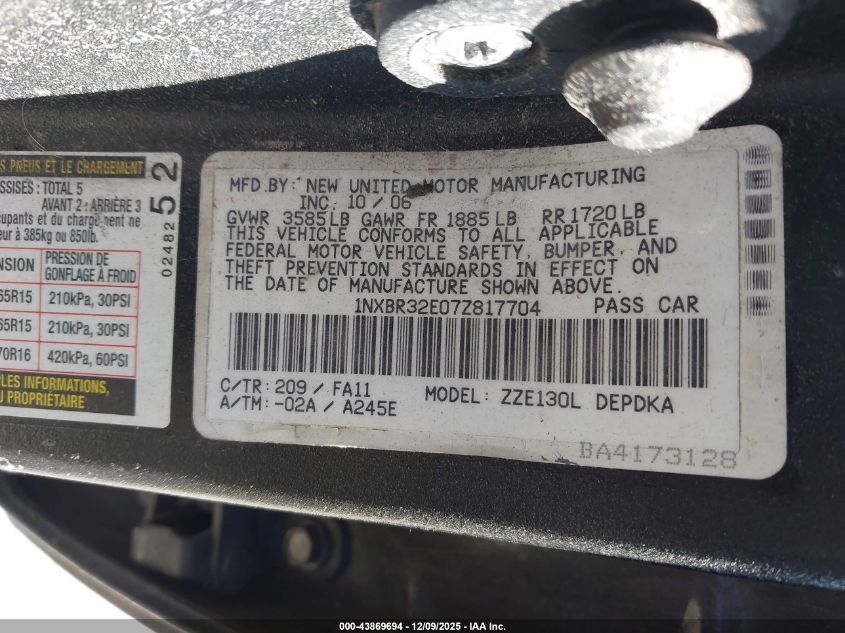 S PNEUS ET LE CHARGEMENT
SSISES: TOTAL 5
AVANT 2: ARRIÈRE 3
cupants et du chargement ne
eur à 385kg ou 850lb.
NSION PRESSION DE GONFLAGE À FROID
65R15 210kPa, 30PSI
65R15 210kPa, 30PSI
70R16 420kPa, 60PSI
PLES INFORMATIONS,
U PROPRIÉTAIRE
02482 52
MFD.BY: NEW UNITED MOTOR MANUFACTURING
INC. 10/06
GVWR 3585LB GAWR FR 1885LB RR1720LB
THIS VEHICLE CONFORMS TO ALL APPLICABLE
FEDERAL MOTOR VEHICLE SAFETY, BUMPER, AND
THEFT PREVENTION STANDARDS IN EFFECT ON
THE DATE OF MANUFACTURE SHOWN ABOVE.
1NXBR32E07Z817704 PASS CAR
C/TR: 209 / FA11 MODEL: ZZE130L DEPDKA
A/TM: -02A / A245E
BA4173128
000-43869694 - 12/09/2025 - IAA Inc.